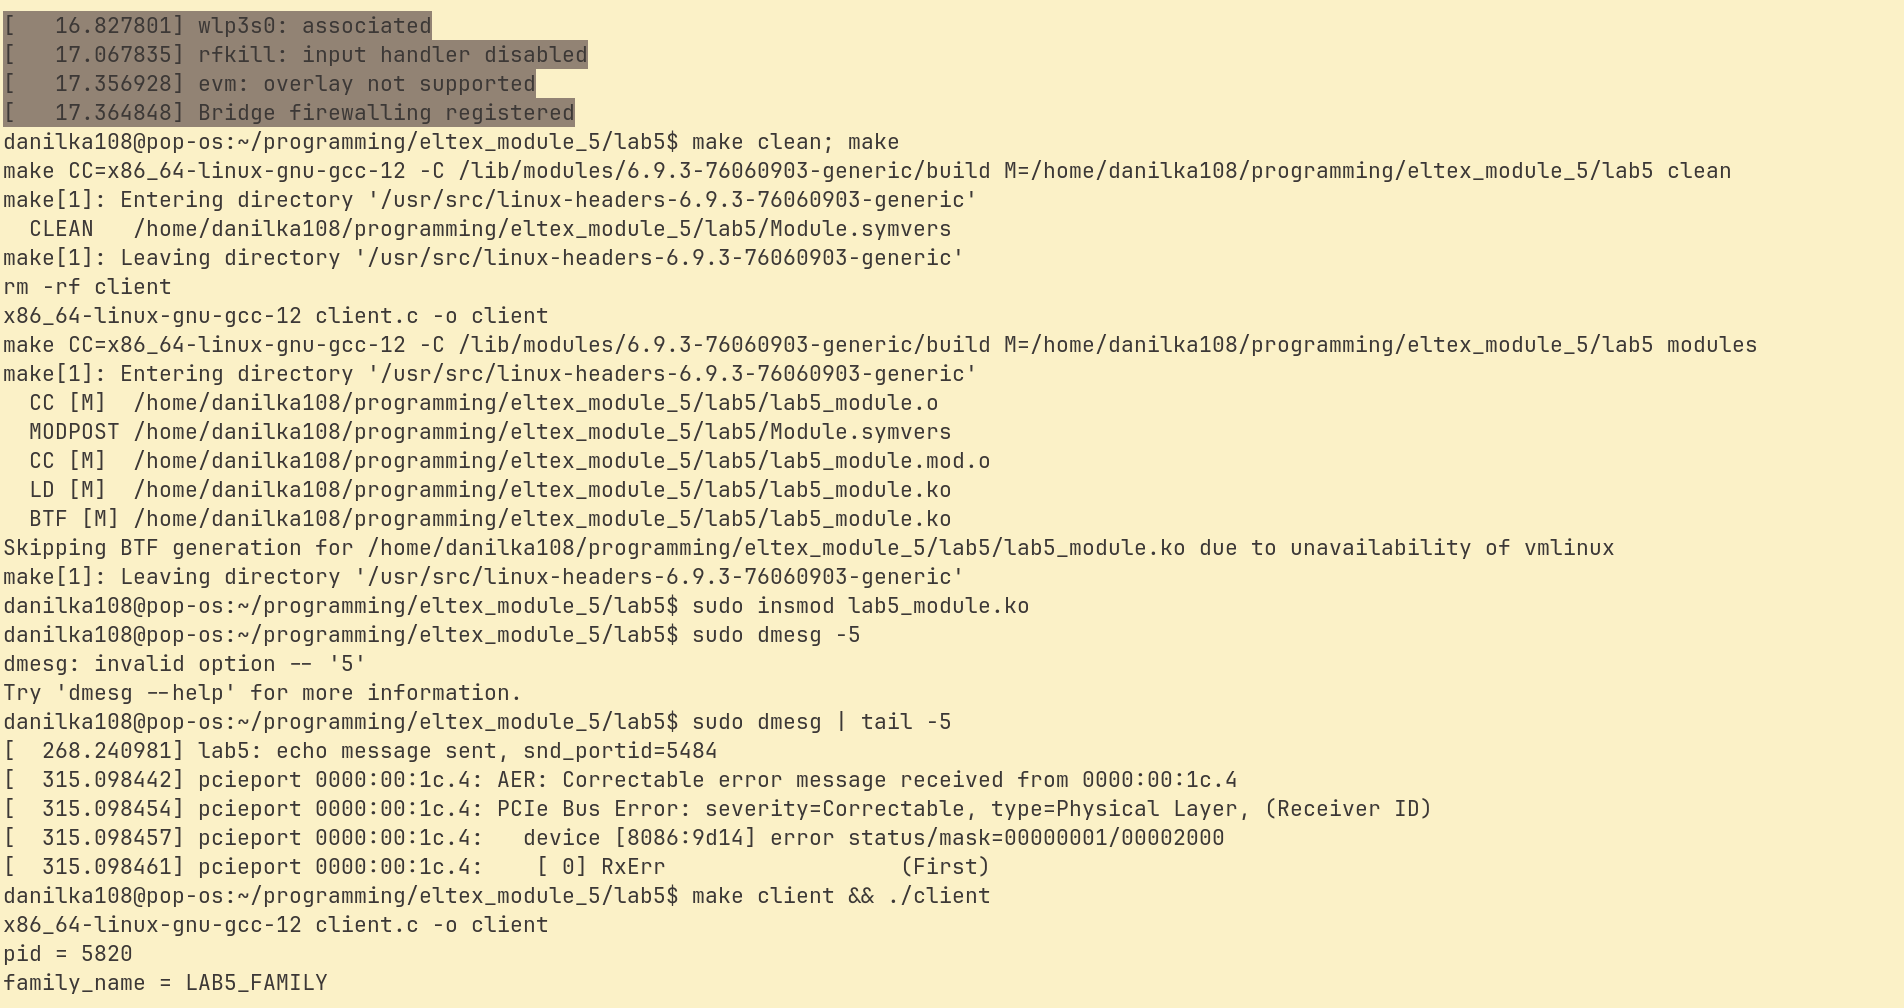 [   16.827801] wlp3s0: associated
[   17.067835] rfkill: input handler disabled
[   17.356928] evm: overlay not supported
[   17.364848] Bridge firewalling registered
danilka108@pop-os:~/programming/eltex_module_5/lab5$ make clean; make
make CC=x86_64-linux-gnu-gcc-12 -C /lib/modules/6.9.3-76060903-generic/build M=/home/danilka108/programming/eltex_module_5/lab5 clean
make[1]: Entering directory '/usr/src/linux-headers-6.9.3-76060903-generic'
  CLEAN   /home/danilka108/programming/eltex_module_5/lab5/Module.symvers
make[1]: Leaving directory '/usr/src/linux-headers-6.9.3-76060903-generic'
rm -rf client
x86_64-linux-gnu-gcc-12 client.c -o client
make CC=x86_64-linux-gnu-gcc-12 -C /lib/modules/6.9.3-76060903-generic/build M=/home/danilka108/programming/eltex_module_5/lab5 modules
make[1]: Entering directory '/usr/src/linux-headers-6.9.3-76060903-generic'
  CC [M]  /home/danilka108/programming/eltex_module_5/lab5/lab5_module.o
  MODPOST /home/danilka108/programming/eltex_module_5/lab5/Module.symvers
  CC [M]  /home/danilka108/programming/eltex_module_5/lab5/lab5_module.mod.o
  LD [M]  /home/danilka108/programming/eltex_module_5/lab5/lab5_module.ko
  BTF [M] /home/danilka108/programming/eltex_module_5/lab5/lab5_module.ko
Skipping BTF generation for /home/danilka108/programming/eltex_module_5/lab5/lab5_module.ko due to unavailability of vmlinux
make[1]: Leaving directory '/usr/src/linux-headers-6.9.3-76060903-generic'
danilka108@pop-os:~/programming/eltex_module_5/lab5$ sudo insmod lab5_module.ko
danilka108@pop-os:~/programming/eltex_module_5/lab5$ sudo dmesg -5
dmesg: invalid option -- '5'
Try 'dmesg --help' for more information.
danilka108@pop-os:~/programming/eltex_module_5/lab5$ sudo dmesg | tail -5
[  268.240981] lab5: echo message sent, snd_portid=5484
[  315.098442] pcieport 0000:00:1c.4: AER: Correctable error message received from 0000:00:1c.4
[  315.098454] pcieport 0000:00:1c.4: PCIe Bus Error: severity=Correctable, type=Physical Layer, (Receiver ID)
[  315.098457] pcieport 0000:00:1c.4:   device [8086:9d14] error status/mask=00000001/00002000
[  315.098461] pcieport 0000:00:1c.4:    [ 0] RxErr                  (First)
danilka108@pop-os:~/programming/eltex_module_5/lab5$ make client && ./client
x86_64-linux-gnu-gcc-12 client.c -o client
pid = 5820
family_name = LAB5_FAMILY